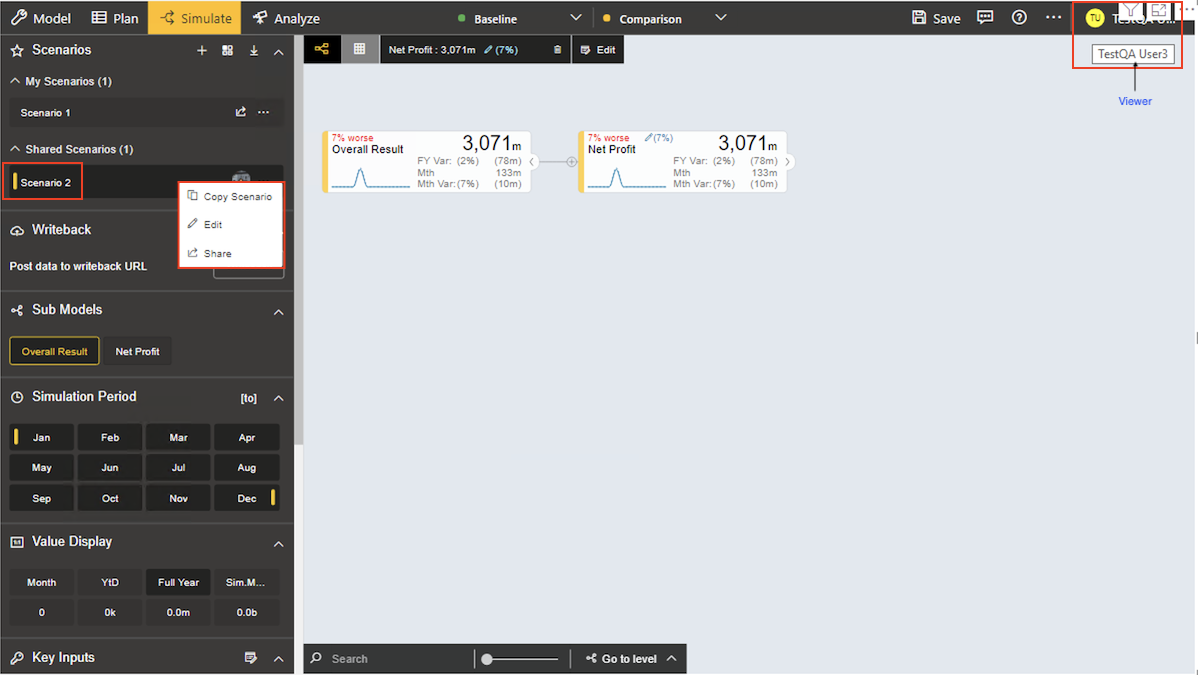 Model Plan Simulate Analyze Baseline Comparison Save TU TestQA U...
Scenarios
Net Profit : 3,071m (7%) Edit
TestQA User3
Viewer
My Scenarios (1)
Scenario 1
Shared Scenarios (1)
Scenario 2
Copy Scenario
Edit
Share
7% worse
Overall Result
3,071m
FY Var: (2%) (78m)
Mth 133m
Mth Var:(7%) (10m)
7% worse (7%)
Net Profit
3,071m
FY Var: (2%) (78m)
Mth 133m
Mth Var:(7%) (10m)
Writeback
Post data to writeback URL
Sub Models
Overall Result Net Profit
Simulation Period [to]
Jan Feb Mar Apr
May Jun Jul Aug
Sep Oct Nov Dec
Value Display
Month YtD Full Year Sim.M...
0 0k 0.0m 0.0b
Key Inputs
Search Go to level